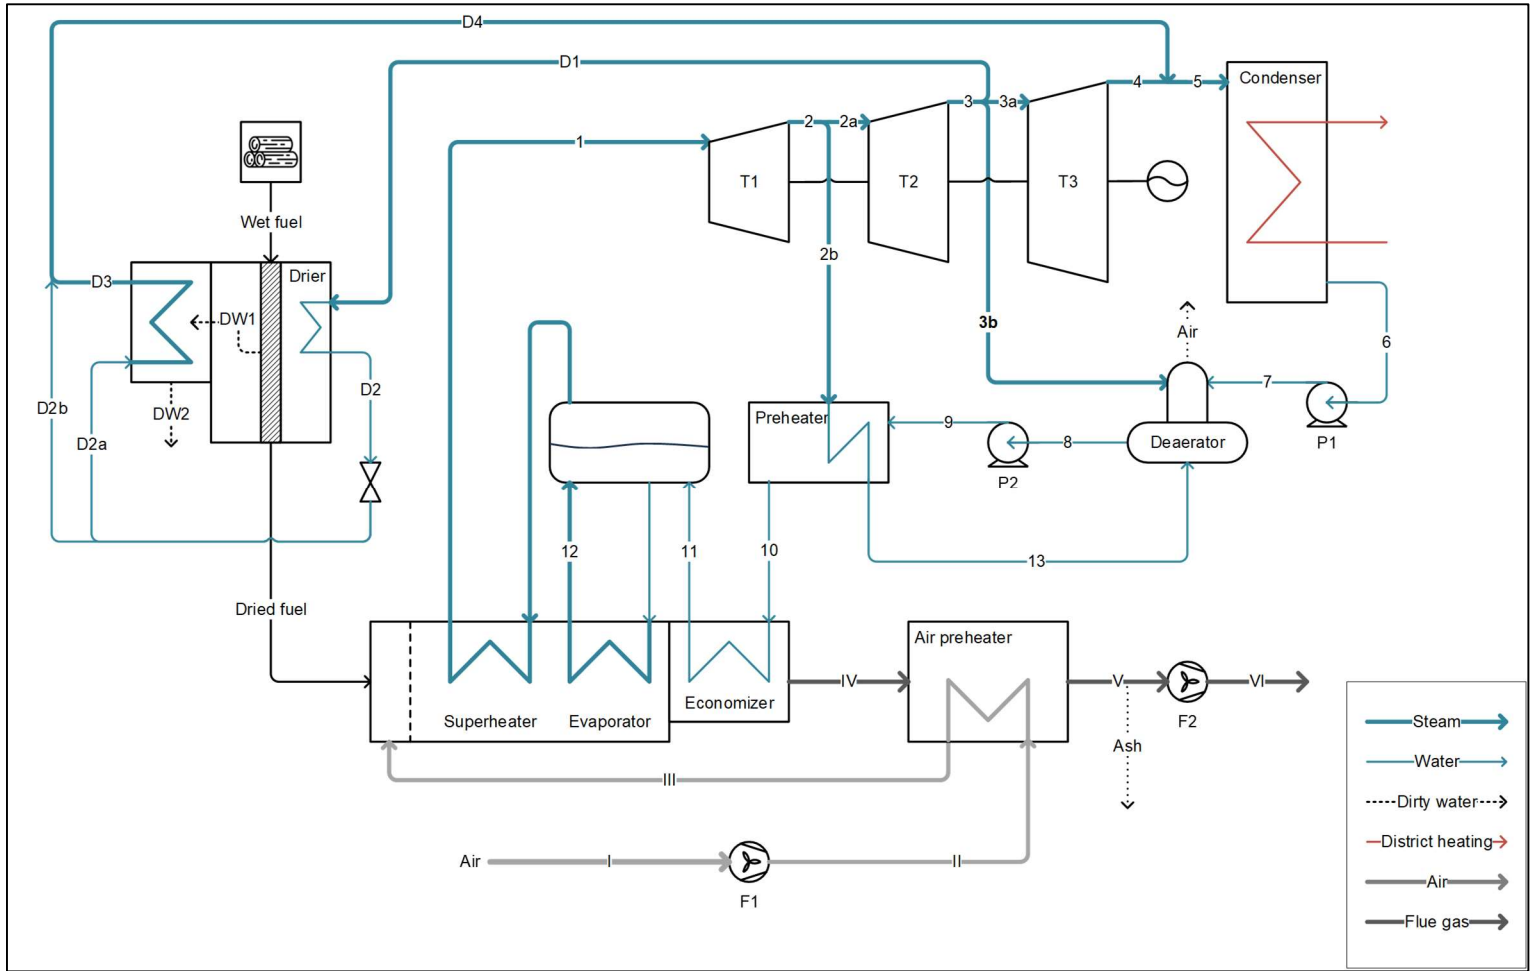 D4
D1
Condenser
4
5
3
3a
2
2a
1
T1
T2
T3
Wet fuel
2b
Drier
D3
DW1
3b
Air
6
7
D2
D2b
DW2
D2a
Preheater
9
8
Deaerator
P1
P2
12
11
10
13
Dried fuel
Air preheater
IV
V
VI
Economizer
Superheater
Evaporator
F2
Ash
III
Air
I
II
F1
Steam
Water
Dirty water
District heating
Air
Flue gas